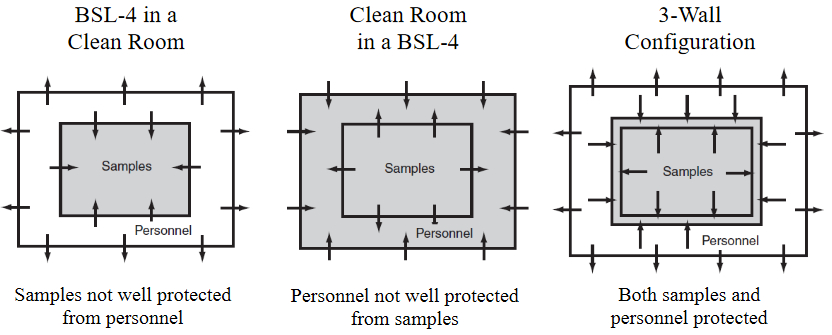 BSL-4 in a
Clean Room
Samples
Personnel
Samples not well protected
from personnel
Clean Room
in a BSL-4
Samples
Personnel
Personnel not well protected
from samples
3-Wall
Configuration
Samples
Personnel
Both samples and
personnel protected